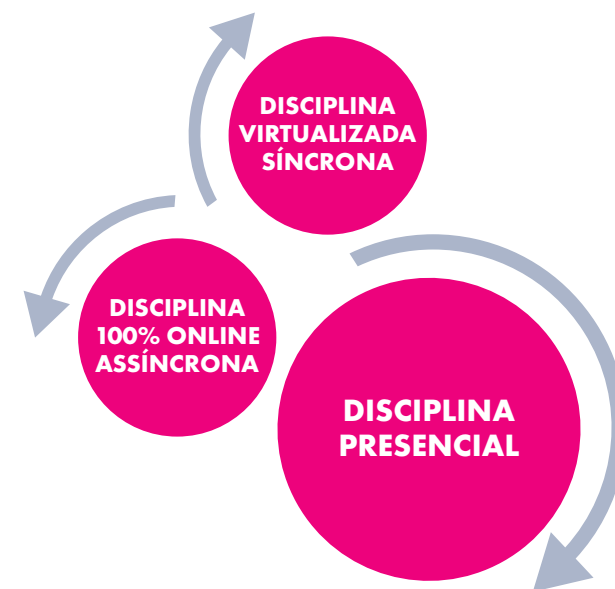 DISCIPLINA
VIRTUALIZADA
SÍNCRONA
DISCIPLINA
100% ONLINE
ASSÍNCRONA
DISCIPLINA
PRESENCIAL